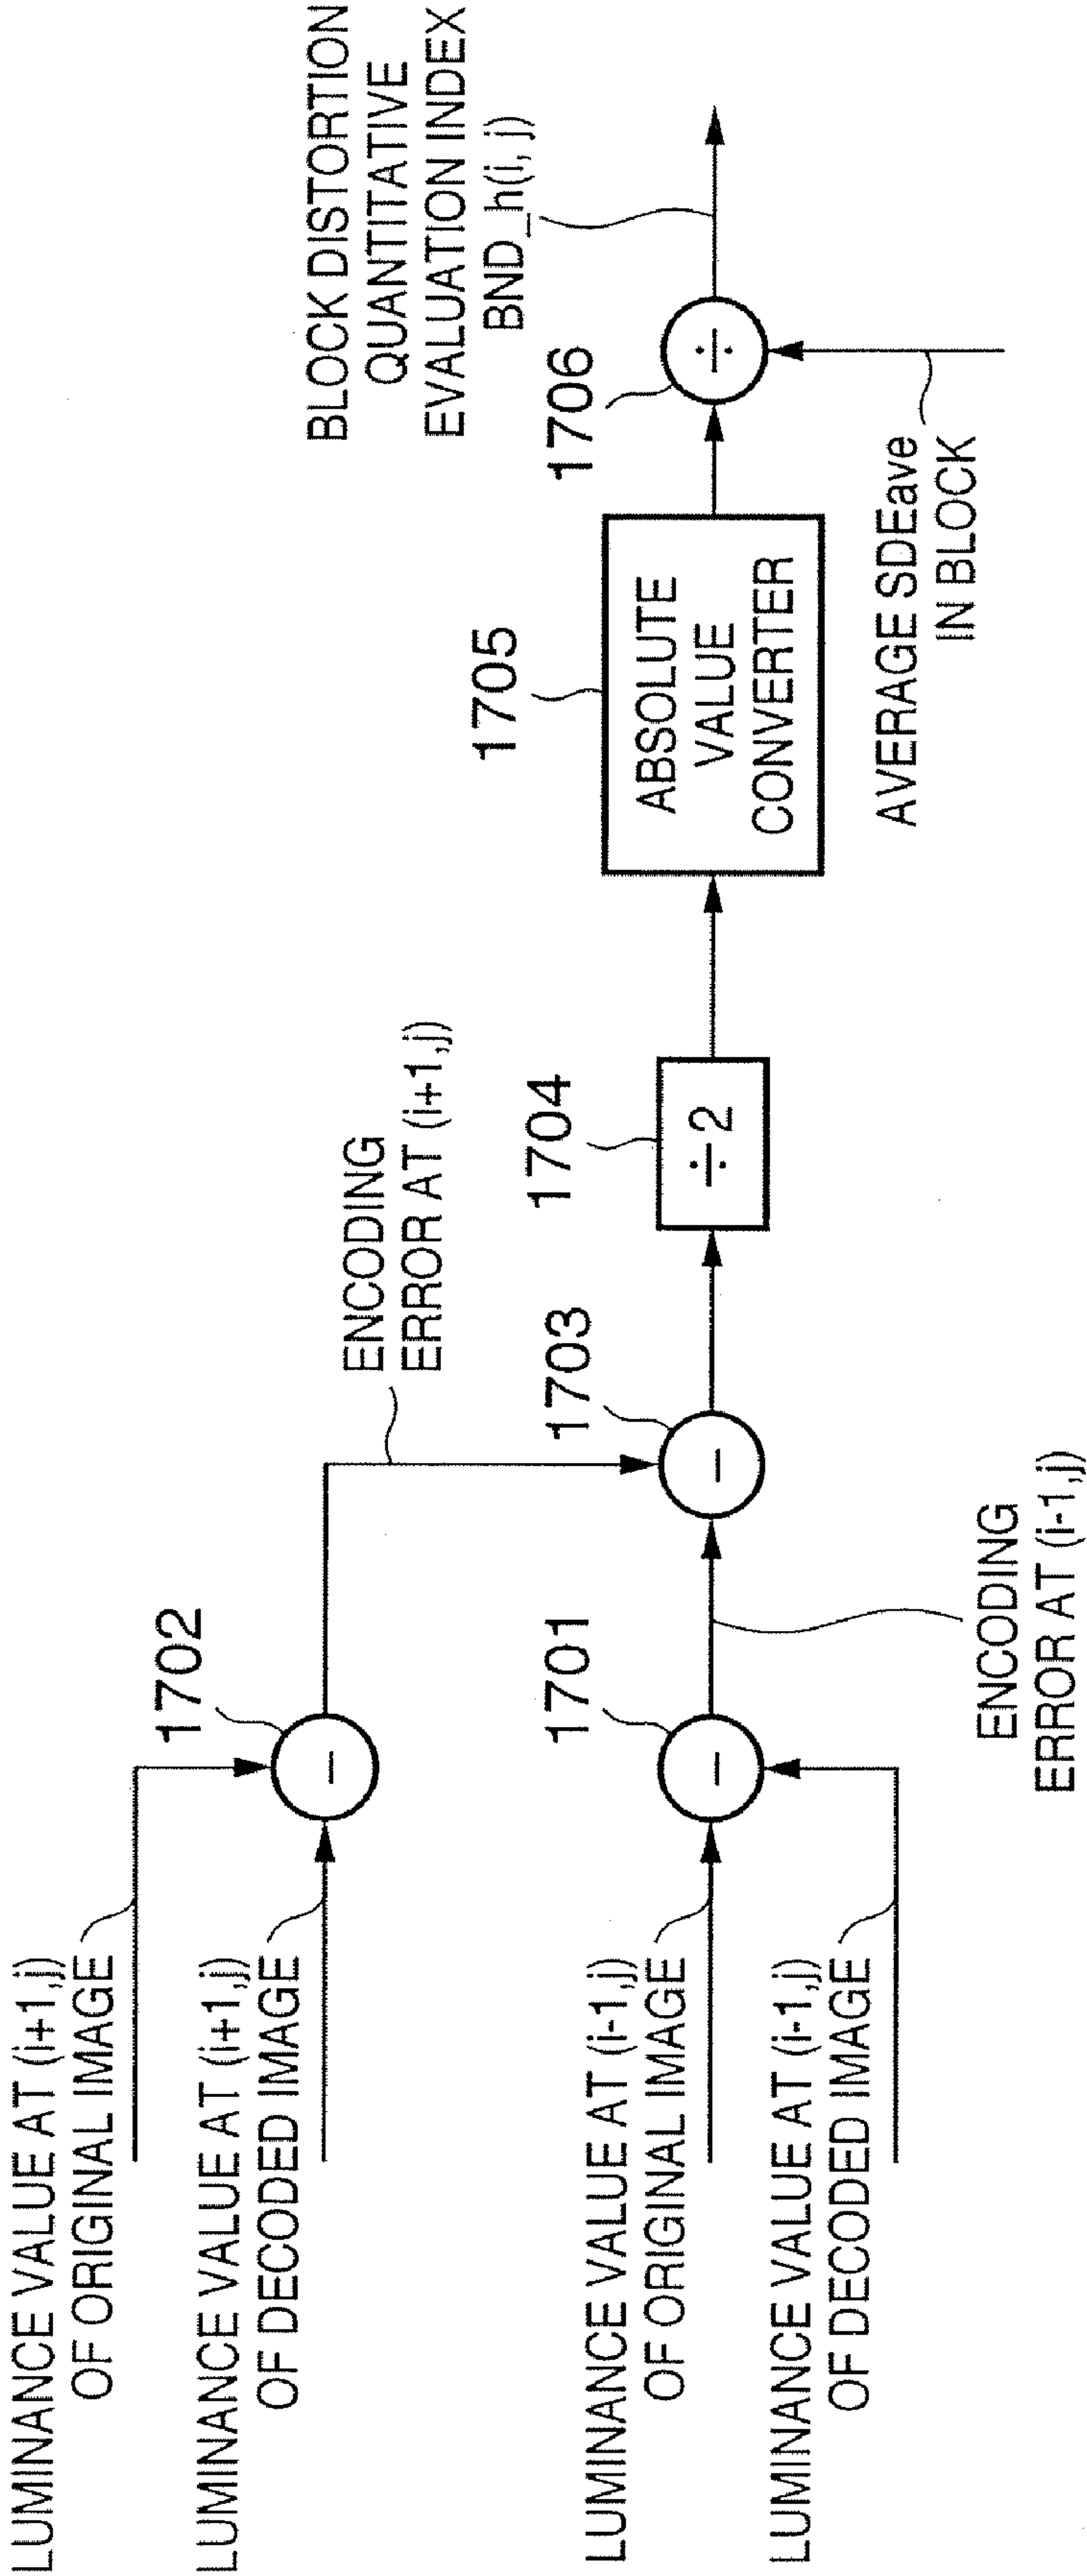 LUMINANCE VALUE AT (i+1,j)
OF ORIGINAL IMAGE
LUMINANCE VALUE AT (i+1,j)
OF DECODED IMAGE
1702
−
ENCODING
ERROR AT (i+1,j)
LUMINANCE VALUE AT (i-1,j)
OF ORIGINAL IMAGE
LUMINANCE VALUE AT (i-1,j)
OF DECODED IMAGE
1701
−
ENCODING
ERROR AT (i-1,j)
1703
−
1704
÷2
1705
ABSOLUTE
VALUE
CONVERTER
1706
÷
AVERAGE SDEave
IN BLOCK
BLOCK DISTORTION
QUANTITATIVE
EVALUATION INDEX
BND_h(i, j)